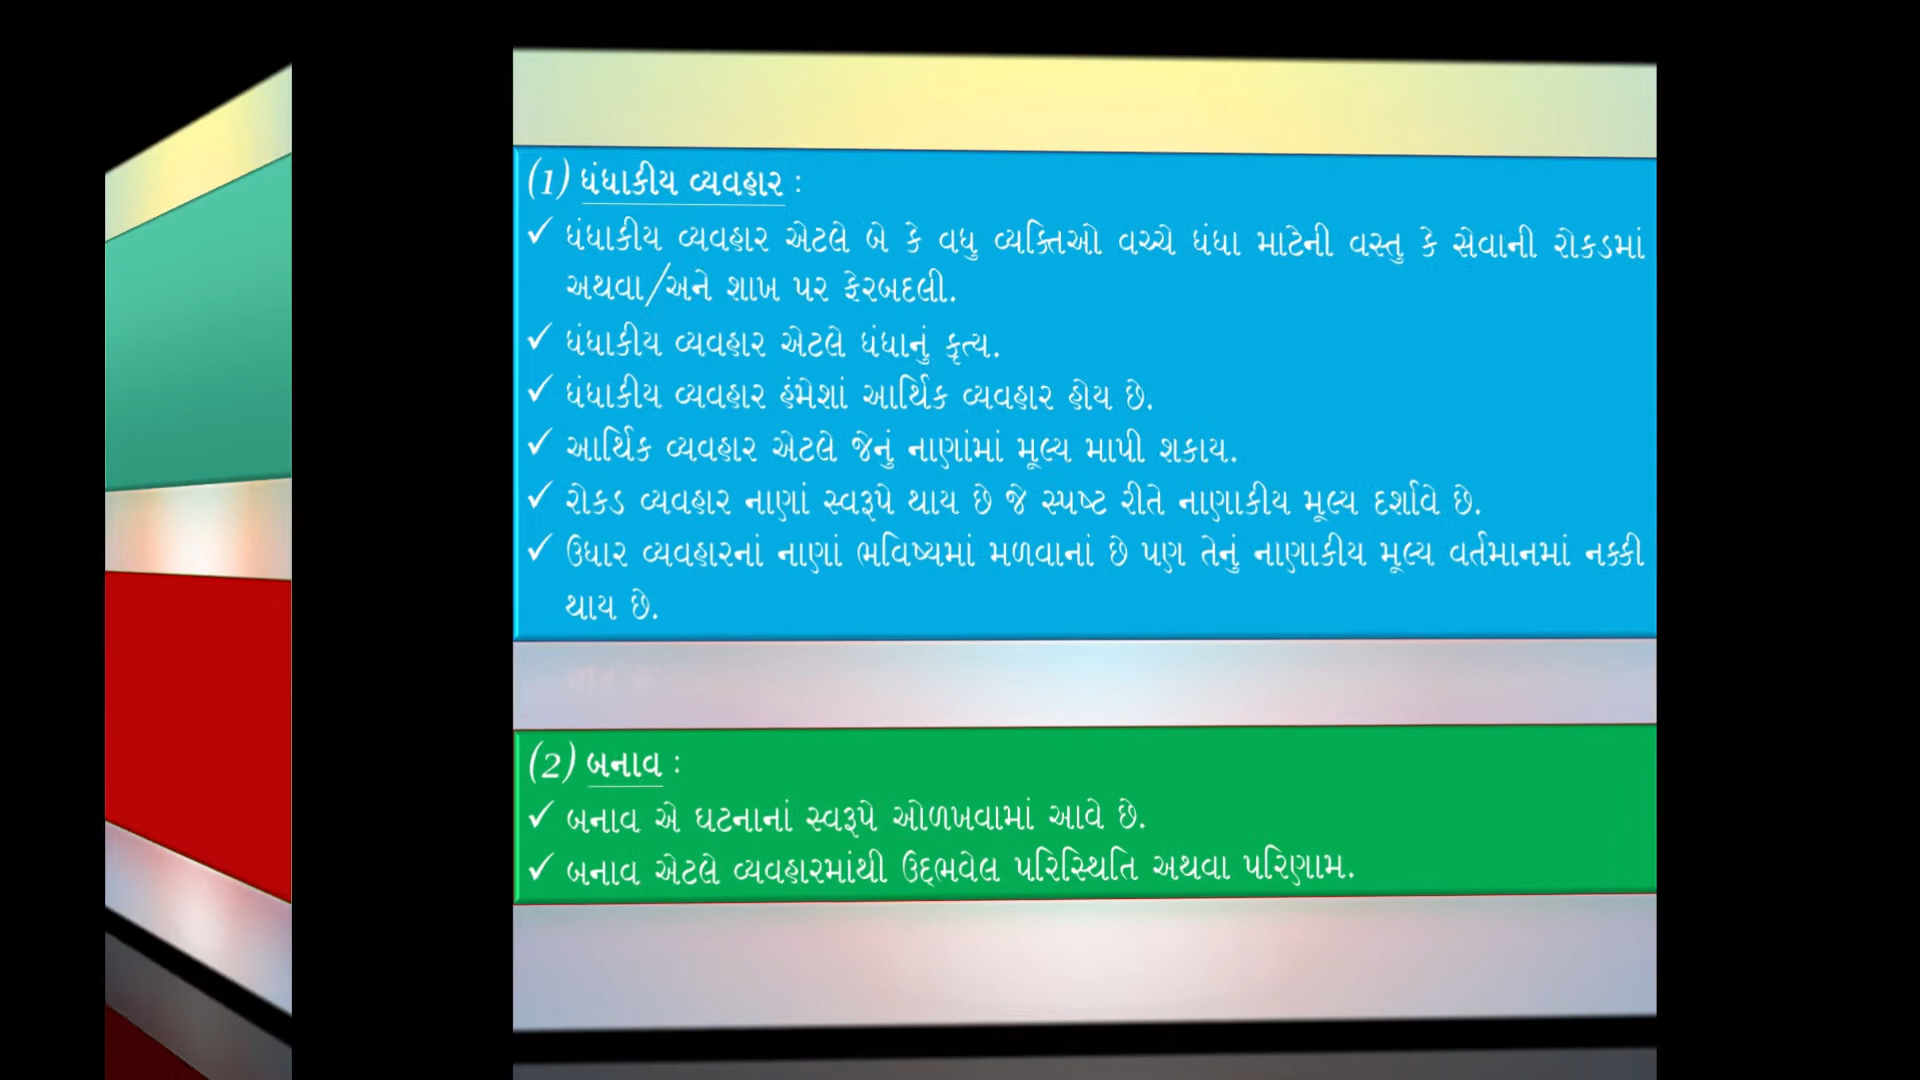 (1) ધંધાકીય વ્યવહાર :
✓ ધંધાકીય વ્યવહાર એટલે બે કે વધુ વ્યક્તિઓ વચ્ચે ધંધા માટેની વસ્તુ કે સેવાની રોકડમાં
અથવા/અને શાખ પર ફેરબદલી.
✓ ધંધાકીય વ્યવહાર એટલે ધંધાનું કૃત્ય.
✓ ધંધાકીય વ્યવહાર હંમેશાં આર્થિક વ્યવહાર હોય છે.
✓ આર્થિક વ્યવહાર એટલે જેનું નાણાંમાં મૂલ્ય માપી શકાય.
✓ રોકડ વ્યવહાર નાણાં સ્વરૂપે થાય છે જે સ્પષ્ટ રીતે નાણાકીય મૂલ્ય દર્શાવે છે.
✓ ઉધાર વ્યવહારનાં નાણાં ભવિષ્યમાં મળવાનાં છે પણ તેનું નાણાકીય મૂલ્ય વર્તમાનમાં નક્કી
થાય છે.
(2) બનાવ :
✓ બનાવ એ ઘટનાનાં સ્વરૂપે ઓળખવામાં આવે છે.
✓ બનાવ એટલે વ્યવહારમાંથી ઉદ્ભવેલ પરિસ્થિતિ અથવા પરિણામ.